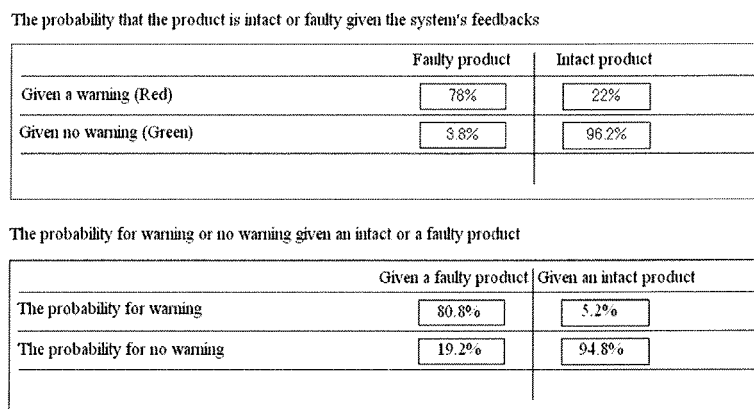 The probability that the product is intact or faulty given the system's feedbacks
Faulty product Intact product
Given a warning (Red) 78% 22%
Given no warning (Green) 3.8% 96.2%
The probability for warning or no warning given an intact or a faulty product
Given a faulty product Given an intact product
The probability for warning 80.8% 5.2%
The probability for no warning 19.2% 94.8%